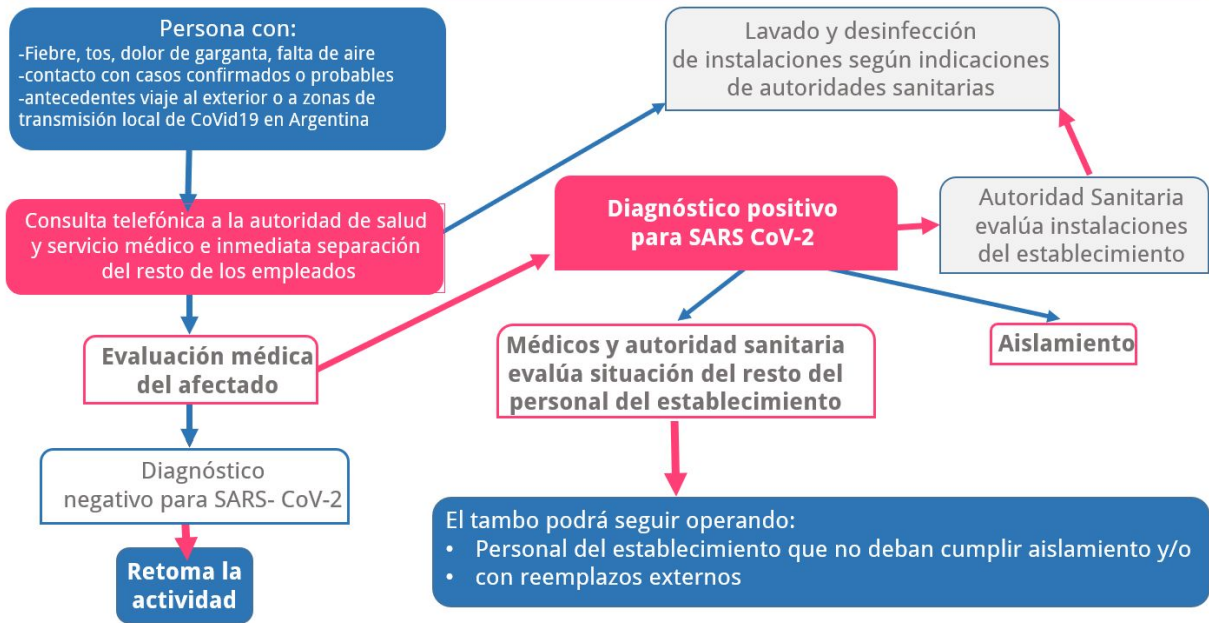 Persona con:
-Fiebre, tos, dolor de garganta, falta de aire
-contacto con casos confirmados o probables
-antecedentes viaje al exterior o a zonas de
transmisión local de CoVid19 en Argentina
Lavado y desinfección
de instalaciones según indicaciones
de autoridades sanitarias
Consulta telefónica a la autoridad de salud
y servicio médico e inmediata separación
del resto de los empleados
Diagnóstico positivo
para SARS CoV-2
Autoridad Sanitaria
evalúa instalaciones
del establecimiento
Evaluación médica
del afectado
Médicos y autoridad sanitaria
evalúa situación del resto del
personal del establecimiento
Aislamiento
Diagnóstico
negativo para SARS- CoV-2
El tambo podrá seguir operando:
• Personal del establecimiento que no deban cumplir aislamiento y/o
• con reemplazos externos
Retoma la
actividad